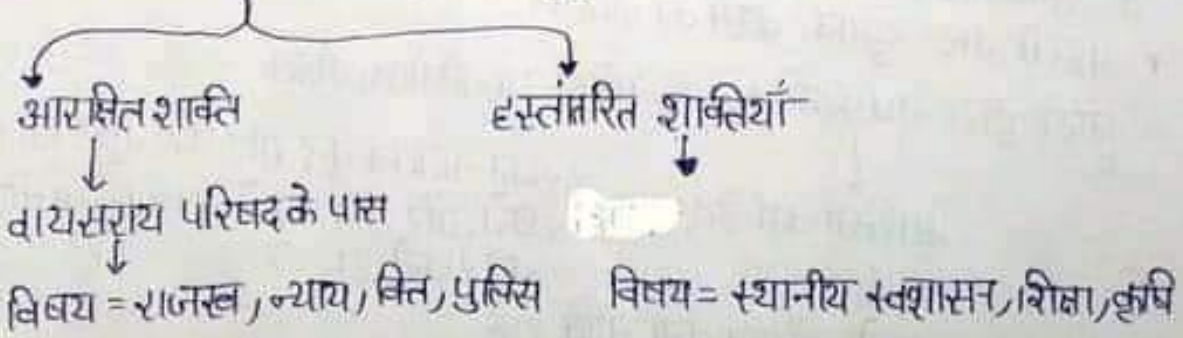 आरक्षित शक्ति हस्तांतरित शक्तियाँ
वायसराय परिषद के पास
विषय = राजस्व, न्याय, वित, पुलिस विषय = स्थानीय स्वशासन, शिक्षा, कृषि